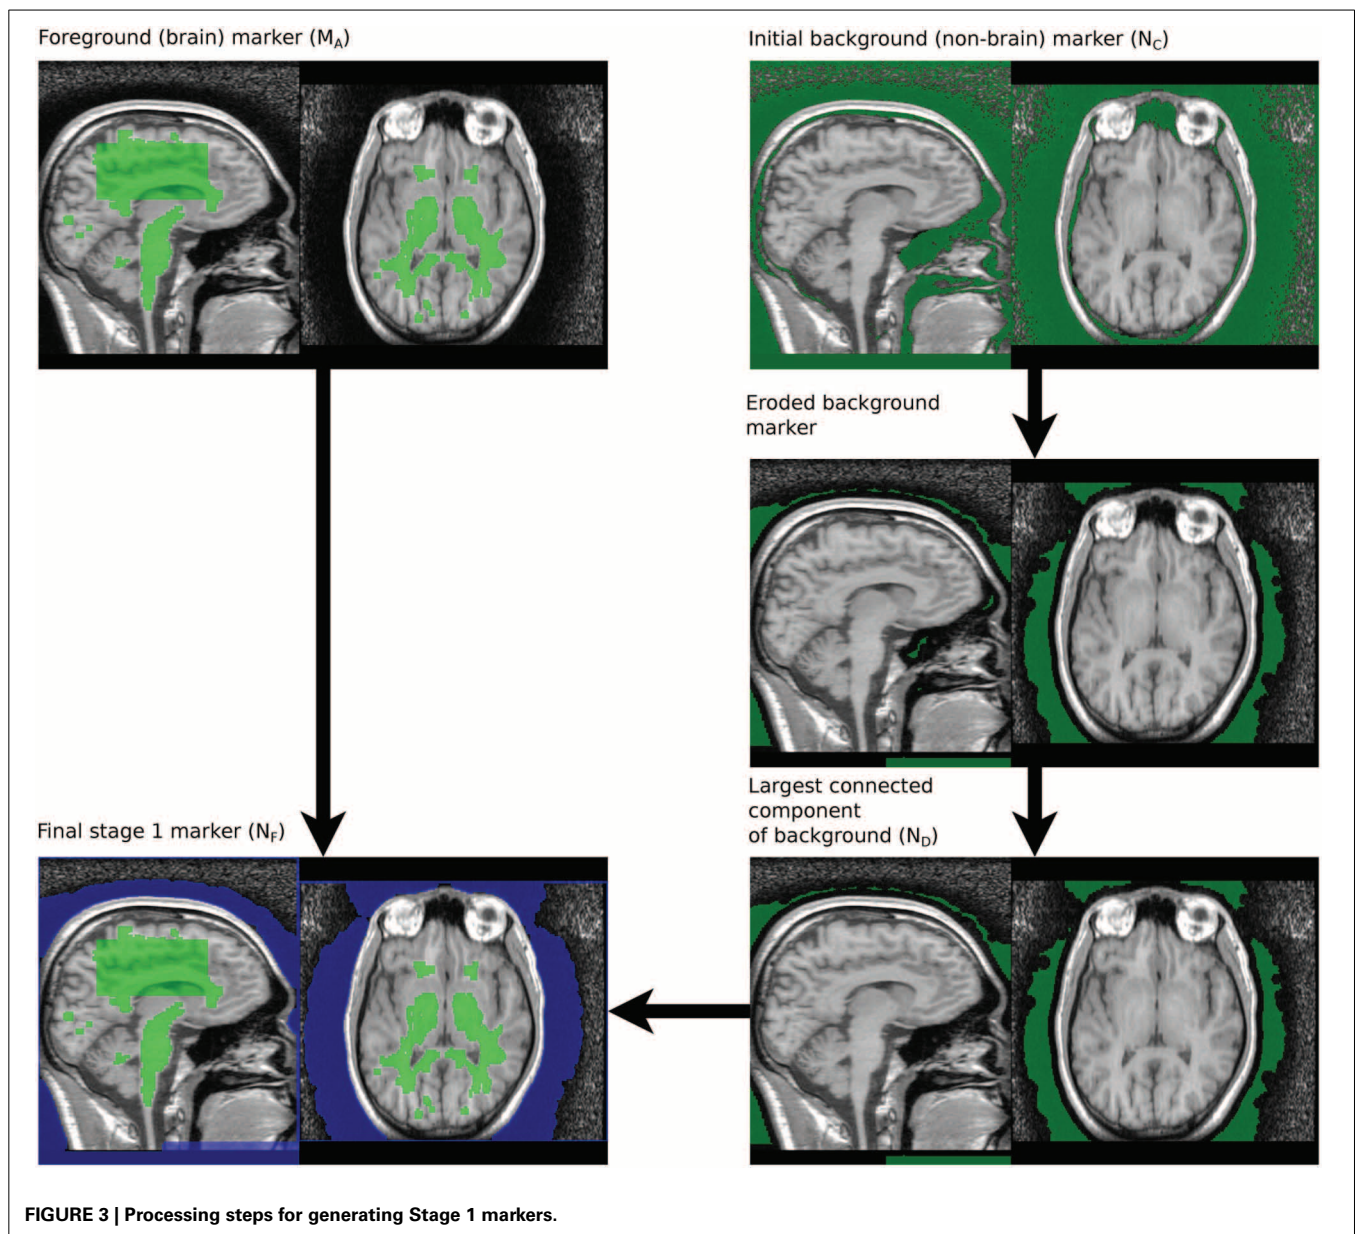 Foreground (brain) marker (M_A)
Initial background (non-brain) marker (N_C)
Eroded background
marker
Largest connected
component
of background (N_D)
Final stage 1 marker (N_F)
FIGURE 3 | Processing steps for generating Stage 1 markers.